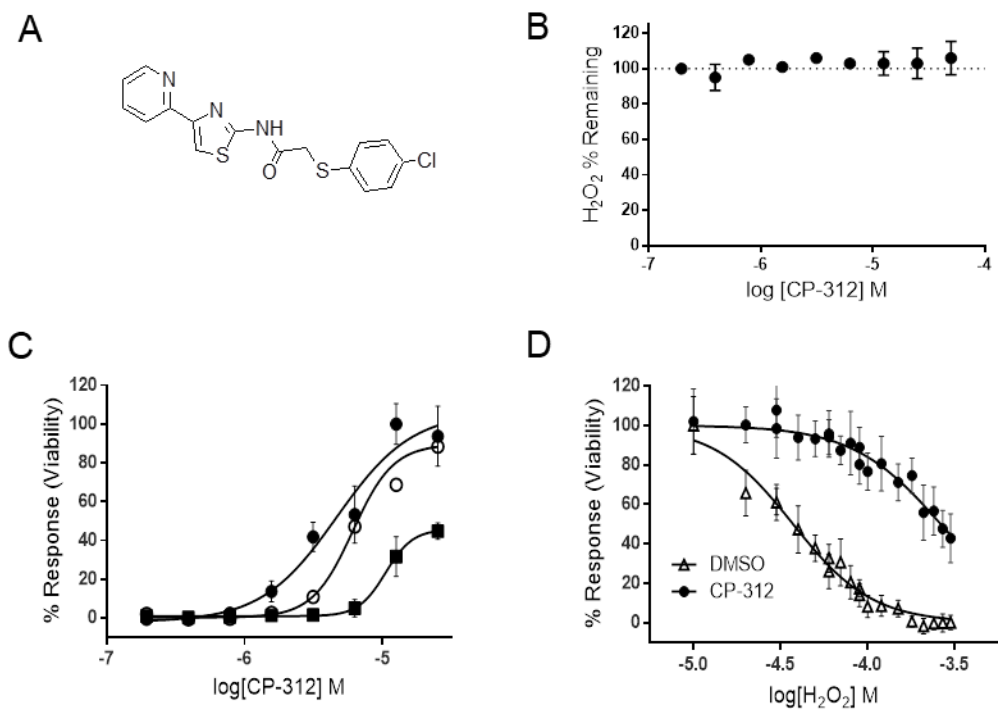 A
N
N
NH
S
O
S
Cl
B
H₂O₂ % Remaining
120
100
80
60
40
20
0
-7
-6
-5
-4
log [CP-312] M
C
% Response (Viability)
120
100
80
60
40
20
0
-7
-6
-5
log[CP-312] M
D
% Response (Viability)
120
100
80
60
40
20
0
DMSO
CP-312
-5.0
-4.5
-4.0
-3.5
log[H₂O₂] M